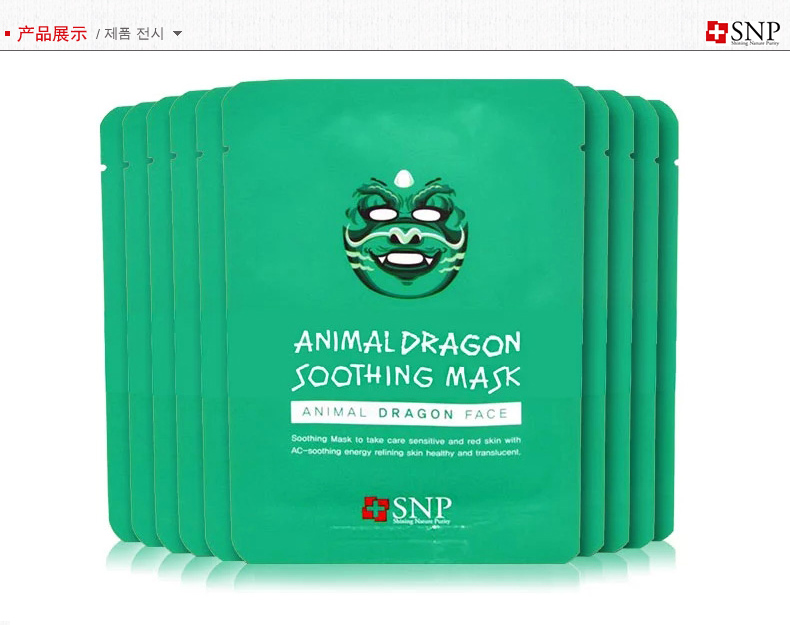 产品展示 / 제품 전시
SNP
Shining Nature Purity
ANIMAL DRAGON
SOOTHING MASK
ANIMAL DRAGON FACE
Soothing Mask to take care sensitive and red skin with
AC-soothing energy relining skin healthy and translucent.
SNP
Shining Nature Purity